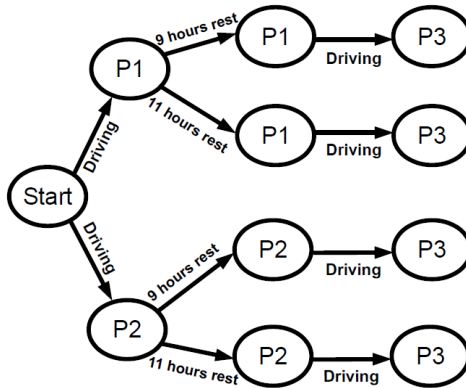 9 hours rest
P1
P3
P1
Driving
11 hours rest
P1
P3
Driving
Driving
Start
Driving
P2
P3
9 hours rest
Driving
P2
P2
P3
11 hours rest
Driving